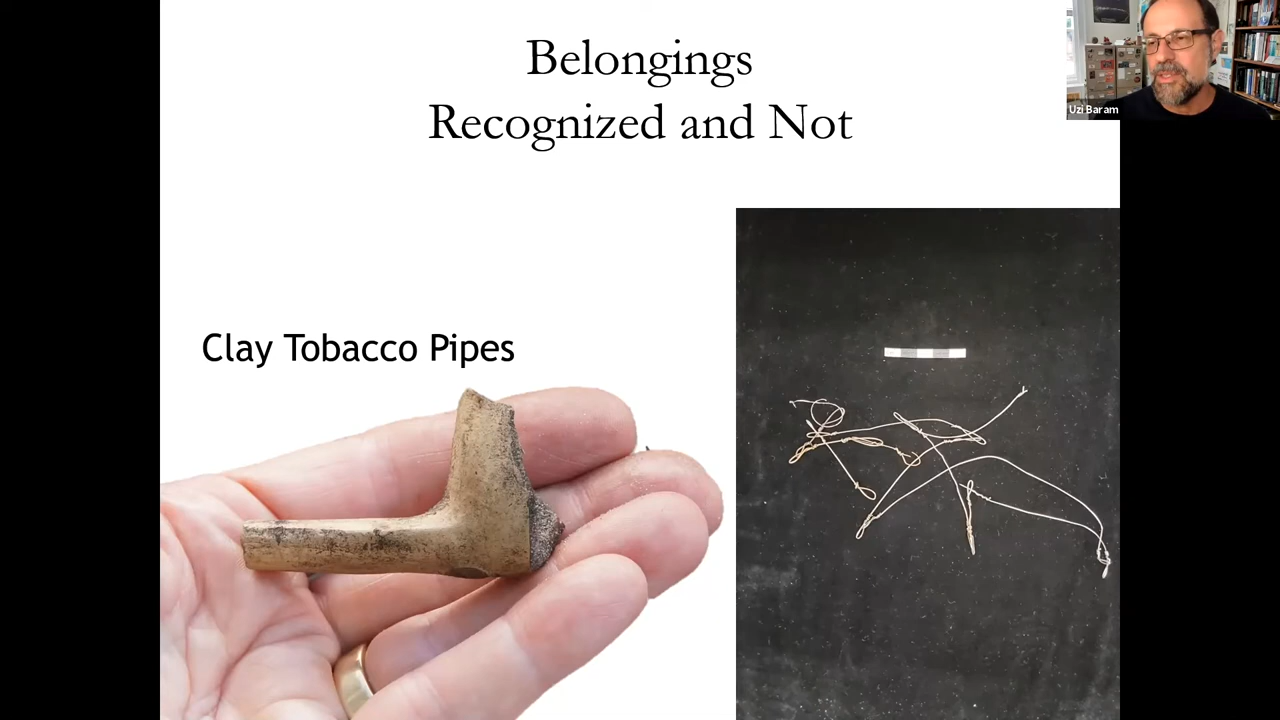 Belongings
Recognized and Not
Uzi Baram
Clay Tobacco Pipes